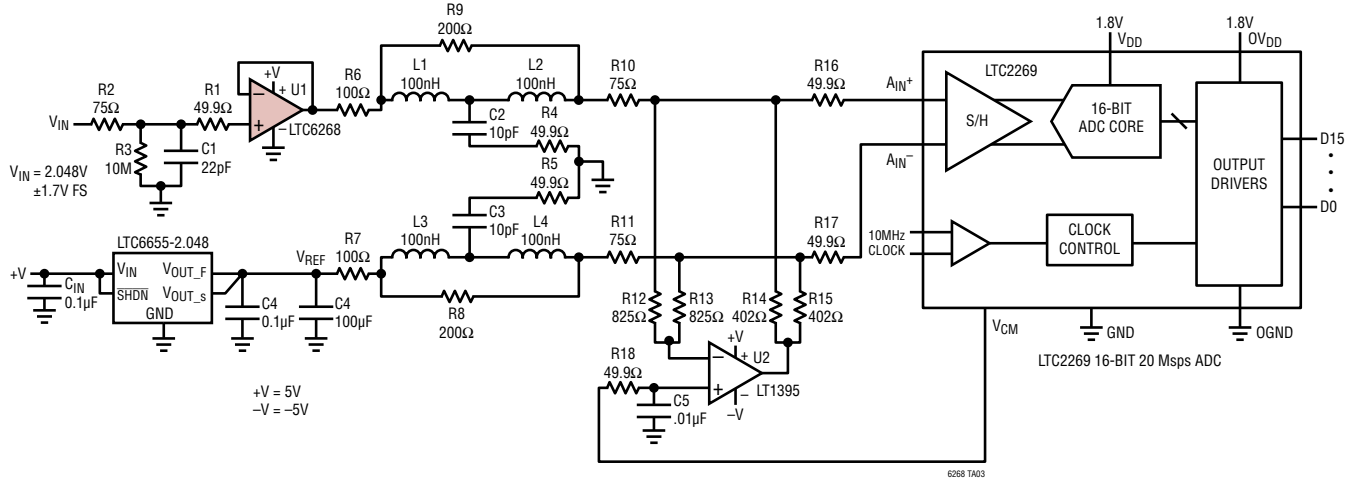 R9
200Ω
L1
100nH
L2
100nH
R6
100Ω
R10
75Ω
R16
49.9Ω
+V
+ U1
–
+
–
LTC6268
R2
75Ω
R1
49.9Ω
VIN
R3
10M
C1
22pF
VIN = 2.048V
±1.7V FS
C2
10pF
R4
49.9Ω
R5
49.9Ω
C3
10pF
1.8V
VDD
1.8V
OVDD
LTC2269
AIN+
AIN–
S/H
16-BIT
ADC CORE
OUTPUT
DRIVERS
D15
D0
10MHz
CLOCK
CLOCK
CONTROL
LTC6655-2.048
+V
CIN
0.1µF
VIN
SHDN
VOUT_F
VOUT_s
GND
C4
0.1µF
C4
100µF
VREF
R7
100Ω
L3
100nH
L4
100nH
R8
200Ω
R11
75Ω
R17
49.9Ω
R12
825Ω
R13
825Ω
R14
402Ω
R15
402Ω
R18
49.9Ω
+V
–
+ U2
+
–
–V
LT1395
C5
.01µF
VCM
GND
OGND
LTC2269 16-BIT 20 Msps ADC
+V = 5V
–V = –5V
6268 TA03